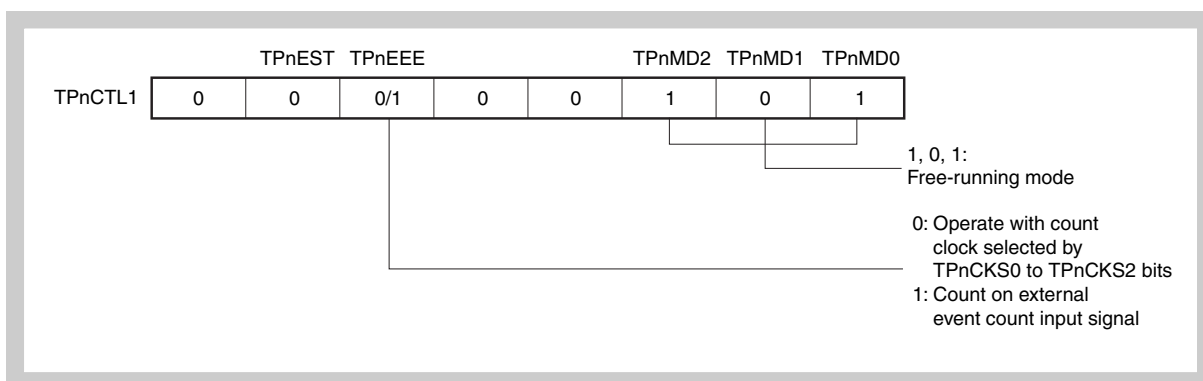 TPnEST TPnEEE TPnMD2 TPnMD1 TPnMD0
TPnCTL1 0 0 0/1 0 0 1 0 1
1, 0, 1:
Free-running mode
0: Operate with count
clock selected by
TPnCKS0 to TPnCKS2 bits
1: Count on external
event count input signal